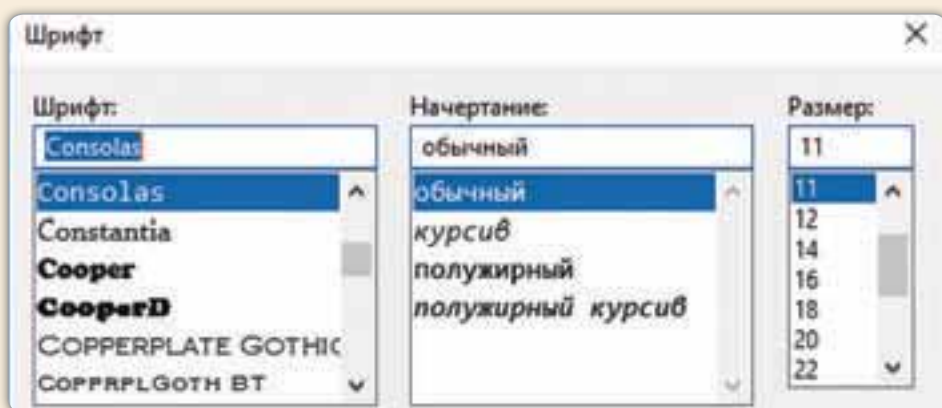 Шрифт
Шрифт:
Consolas
Consolas
Constantia
Cooper
CooperD
COPPERPLATE GOTHIC
COPPRPLGOTH BT
Начертание:
обычный
обычный
курсив
полужирный
полужирный курсив
Размер:
11
11
12
14
16
18
20
22